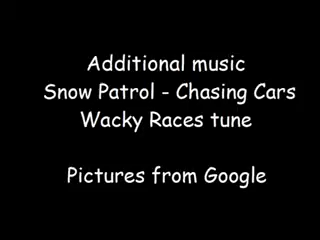 Additional music
Snow Patrol - Chasing Cars
Wacky Races tune
Pictures from Google